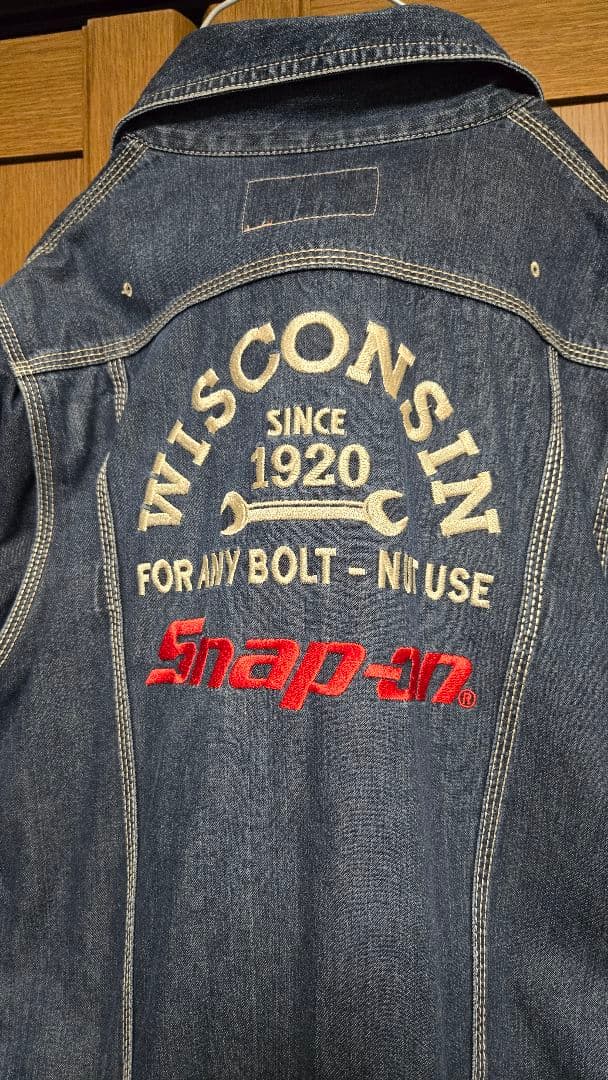 WISCONSIN
SINCE
1920
FOR ANY BOLT - NUT USE
Snap-on®